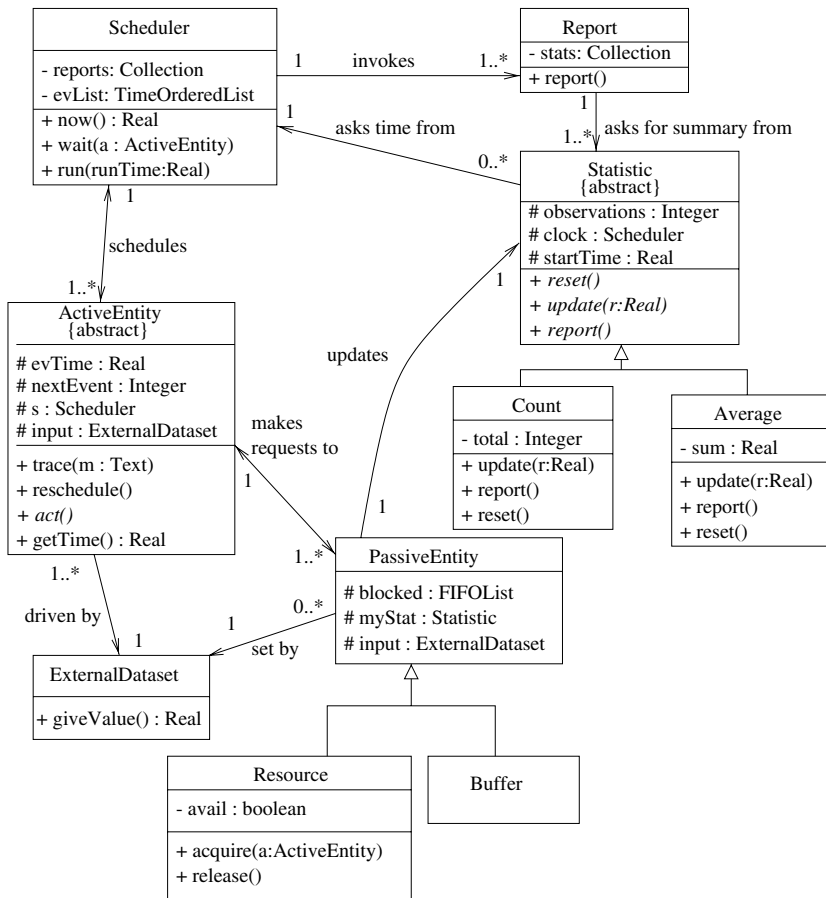 Scheduler
- reports: Collection
- evList: TimeOrderedList
+ now() : Real
+ wait(a : ActiveEntity)
+ run(runTime:Real)
1
invokes
1..*
Report
- stats: Collection
+ report()
1
asks for summary from
1..*
1
asks time from
0..*
Statistic
{abstract}
# observations : Integer
# clock : Scheduler
# startTime : Real
+ reset()
+ update(r:Real)
+ report()
1
schedules
1..*
ActiveEntity
{abstract}
# evTime : Real
# nextEvent : Integer
# s : Scheduler
# input : ExternalDataset
+ trace(m : Text)
+ reschedule()
+ act()
+ getTime() : Real
1
updates
1
makes
requests to
1
1..*
Count
- total : Integer
+ update(r:Real)
+ report()
+ reset()
Average
- sum : Real
+ update(r:Real)
+ report()
+ reset()
PassiveEntity
# blocked : FIFOList
# myStat : Statistic
# input : ExternalDataset
1..*
driven by
1
0..*
set by
1
ExternalDataset
+ giveValue() : Real
Resource
- avail : boolean
+ acquire(a:ActiveEntity)
+ release()
Buffer